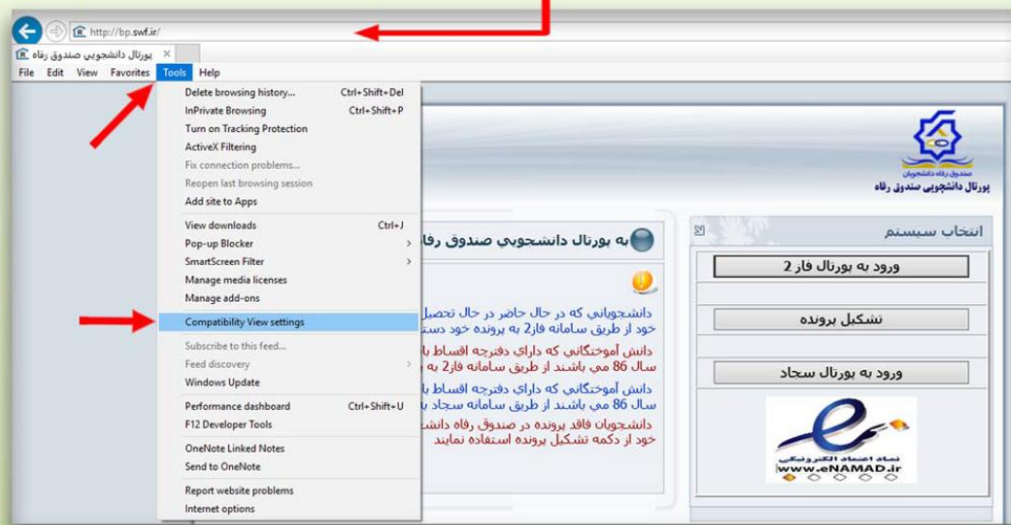 http://bp.swf.ir/
پورتال دانشجویی صندوق رفاه ×
File Edit View Favorites Tools Help
Delete browsing history... Ctrl+Shift+Del
InPrivate Browsing Ctrl+Shift+P
Turn on Tracking Protection
ActiveX Filtering
Fix connection problems...
Reopen last browsing session
Add site to Apps
View downloads Ctrl+J
Pop-up Blocker
SmartScreen Filter
Manage media licenses
Manage add-ons
Compatibility View settings
Subscribe to this feed...
Feed discovery
Windows Update
Performance dashboard Ctrl+Shift+U
F12 Developer Tools
OneNote Linked Notes
Send to OneNote
Report website problems
Internet options
صندوق رفاه دانشجویان
پورتال دانشجویی صندوق رفاه
به پورتال دانشجویی صندوق رفا
دانشجویانی که در حال حاضر در حال تحصیل
خود از طریق سامانه فاز2 به پرونده خود دست
دانش آموختگانی که دارای دفترچه اقساط با
سال 86 می باشند از طریق سامانه فاز2 به
دانش آموختگانی که دارای دفترچه اقساط با
سال 86 می باشند از طریق سامانه سجاد
دانشجویان فاقد پرونده در صندوق رفاه دانش
خود از دکمه تشکیل پرونده استفاده نمایند
انتخاب سیستم
ورود به پورتال فاز 2
تشکیل پرونده
ورود به پورتال سجاد
نماد اعتماد الکترونیکی
www.eNAMAD.ir